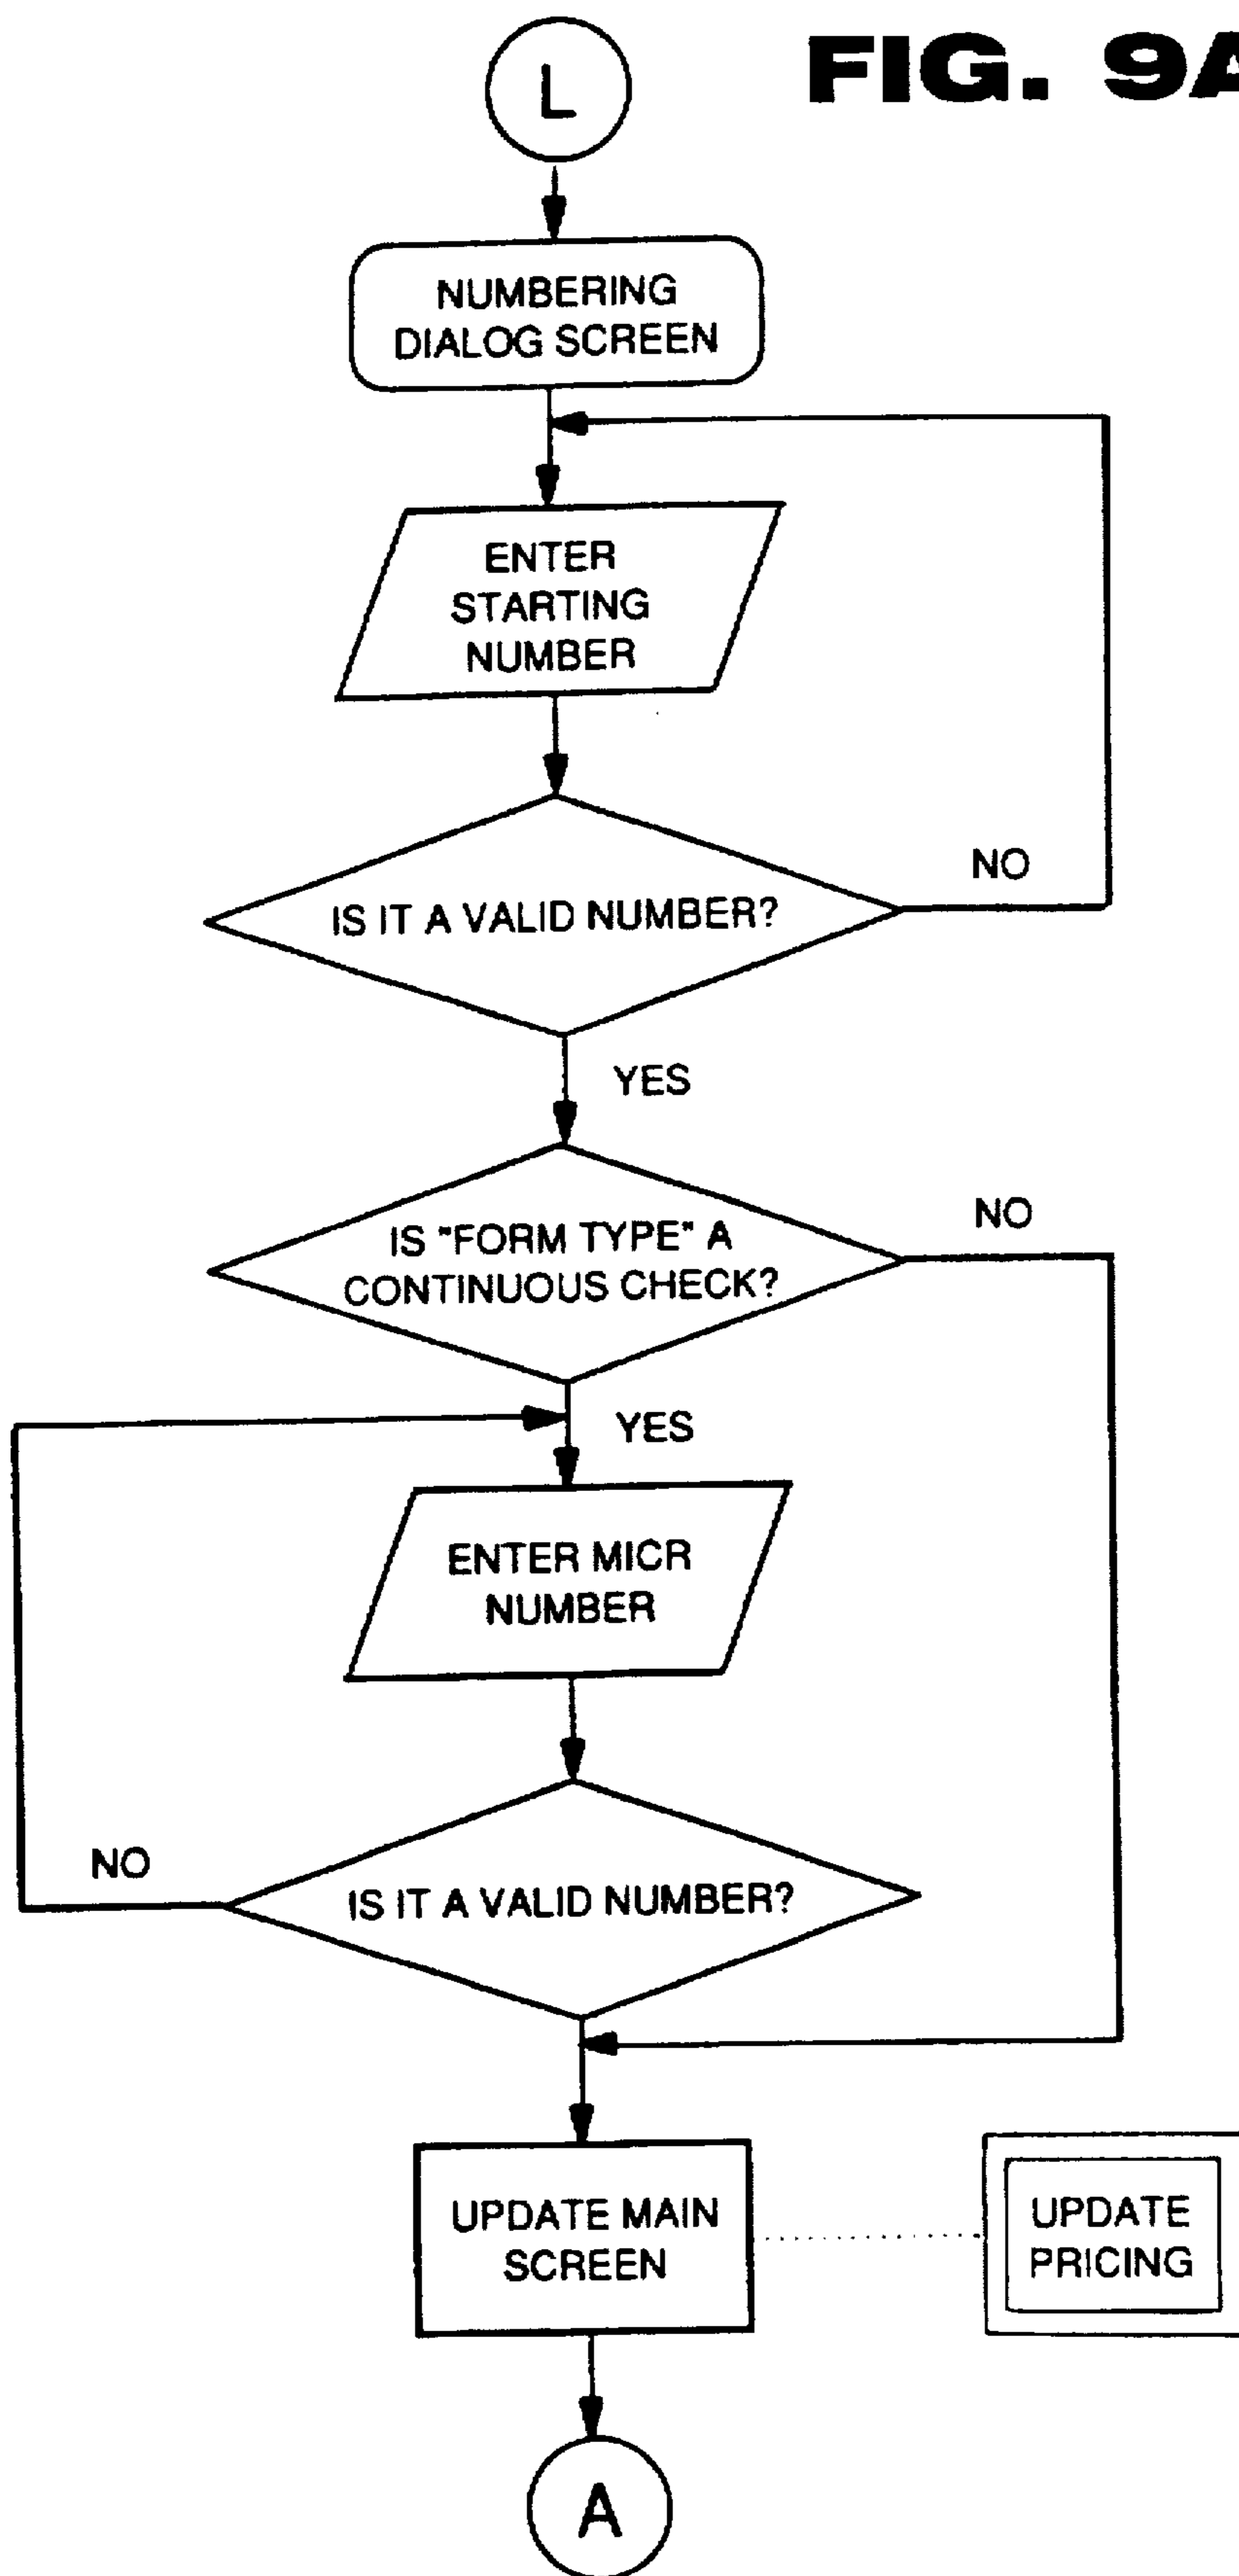 L
FIG. 9A
NUMBERING
DIALOG SCREEN
ENTER
STARTING
NUMBER
IS IT A VALID NUMBER?
NO
YES
IS "FORM TYPE" A
CONTINUOUS CHECK?
NO
YES
ENTER MICR
NUMBER
IS IT A VALID NUMBER?
NO
UPDATE MAIN
SCREEN
UPDATE
PRICING
A